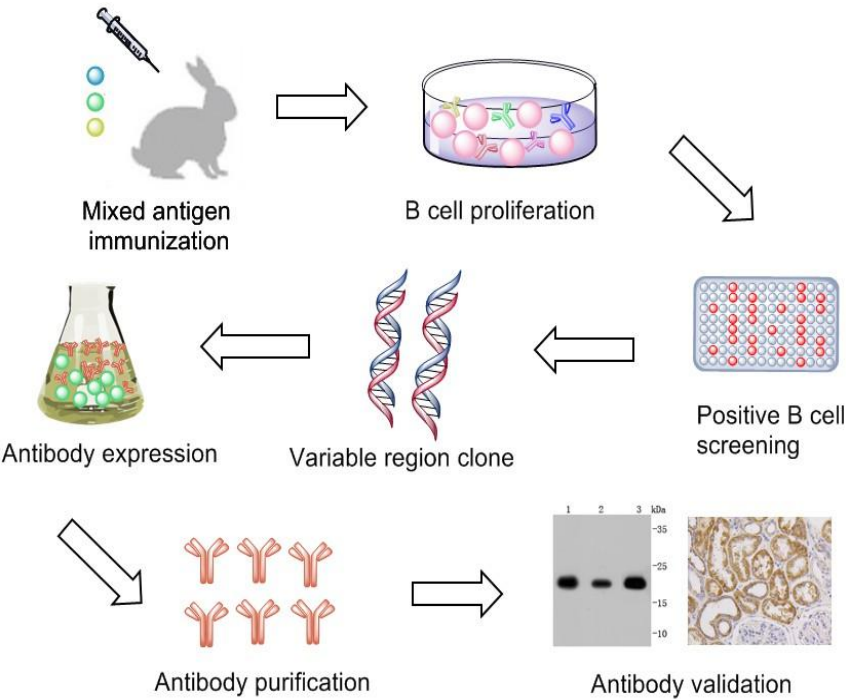 Mixed antigen
immunization
B cell proliferation
Positive B cell
screening
Variable region clone
Antibody expression
Antibody purification
1 2 3 kDa
-35
-25
-15
-10
Antibody validation